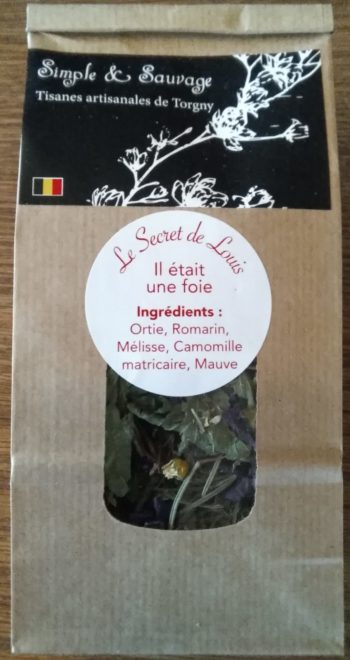 Simple & Sauvage
Tisanes artisanales de Torgny
Le Secret de Louis
Il était
une foie
Ingrédients :
Ortie, Romarin,
Mélisse, Camomille
matricaire, Mauve